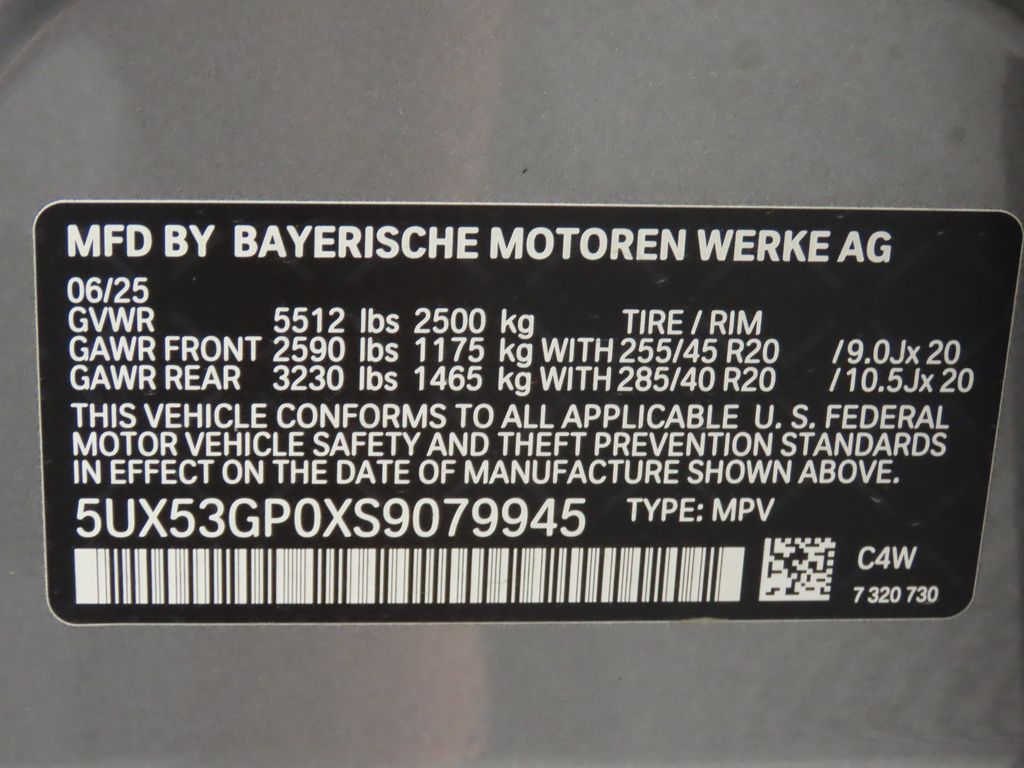 MFD BY BAYERISCHE MOTOREN WERKE AG
06/25
GVWR 5512 lbs 2500 kg TIRE / RIM
GAWR FRONT 2590 lbs 1175 kg WITH 255/45 R20 /9.0Jx 20
GAWR REAR 3230 lbs 1465 kg WITH 285/40 R20 /10.5Jx 20
THIS VEHICLE CONFORMS TO ALL APPLICABLE U. S. FEDERAL
MOTOR VEHICLE SAFETY AND THEFT PREVENTION STANDARDS
IN EFFECT ON THE DATE OF MANUFACTURE SHOWN ABOVE.
5UX53GP0XS9079945 TYPE: MPV
C4W
7 320 730